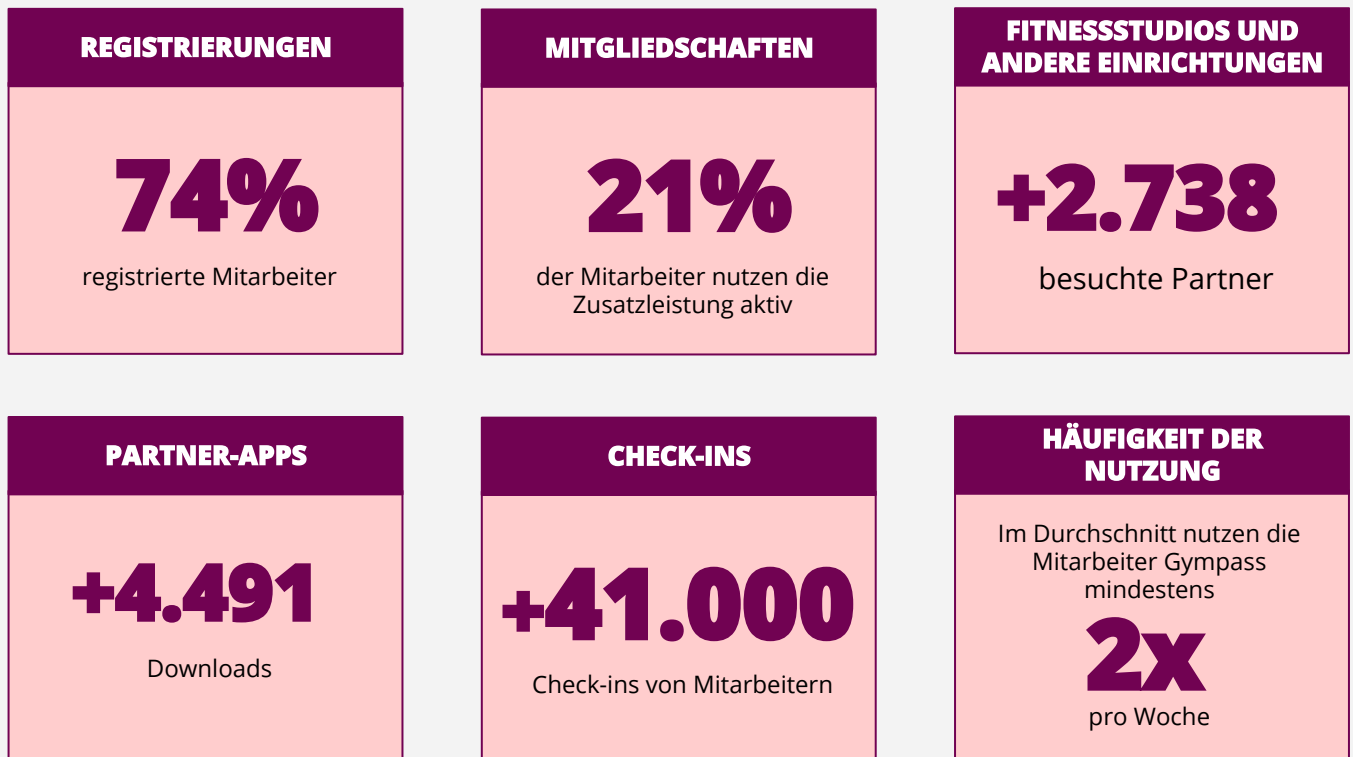 REGISTRIERUNGEN
74%
registrierte Mitarbeiter
MITGLIEDSCHAFTEN
21%
der Mitarbeiter nutzen die
Zusatzleistung aktiv
FITNESSSTUDIOS UND
ANDERE EINRICHTUNGEN
+2.738
besuchte Partner
PARTNER-APPS
+4.491
Downloads
CHECK-INS
+41.000
Check-ins von Mitarbeitern
HÄUFIGKEIT DER
NUTZUNG
Im Durchschnitt nutzen die
Mitarbeiter Gympass
mindestens
2x
pro Woche